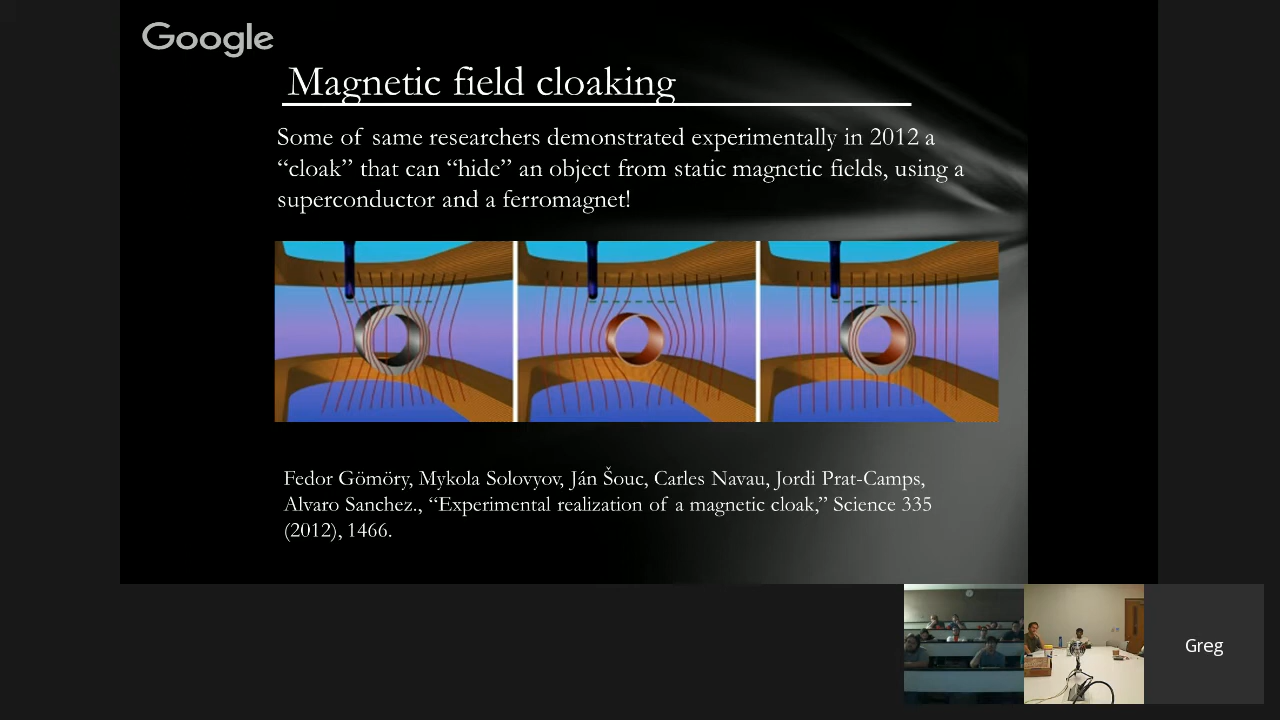 Google
Magnetic field cloaking
Some of same researchers demonstrated experimentally in 2012 a
“cloak” that can “hide” an object from static magnetic fields, using a
superconductor and a ferromagnet!
Fedor Gömöry, Mykola Solovyov, Ján Šouc, Carles Navau, Jordi Prat-Camps,
Alvaro Sanchez., “Experimental realization of a magnetic cloak,” Science 335
(2012), 1466.
Greg